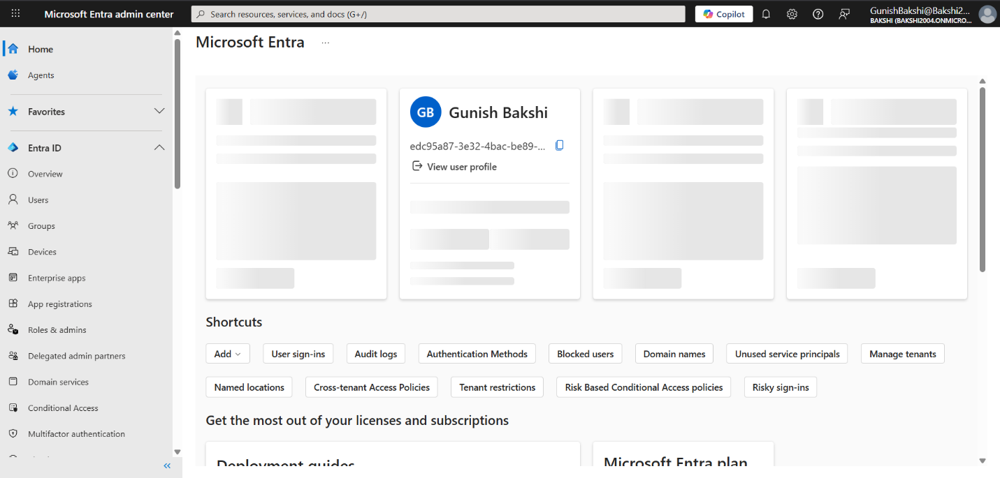 Microsoft Entra admin center
Search resources, services, and docs (G+/)
Copilot
GunishBakshi@Bakshi2...
BAKSHI (BAKSHI2004.ONMICRO...
Home
Agents
Favorites
Entra ID
Overview
Users
Groups
Devices
Enterprise apps
App registrations
Roles & admins
Delegated admin partners
Domain services
Conditional Access
Multifactor authentication
Microsoft Entra ...
GB Gunish Bakshi
edc95a87-3e32-4bac-be89-...
View user profile
Shortcuts
Add User sign-ins Audit logs Authentication Methods Blocked users Domain names Unused service principals Manage tenants
Named locations Cross-tenant Access Policies Tenant restrictions Risk Based Conditional Access policies Risky sign-ins
Get the most out of your licenses and subscriptions
Deployment guides Microsoft Entra plan